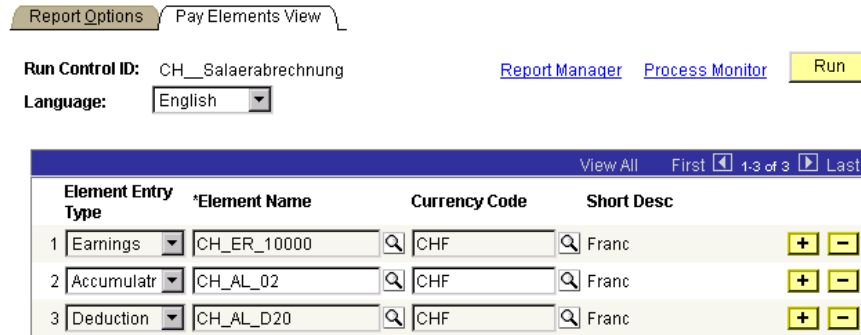 Report Options Pay Elements View
Run Control ID: CH__Salaerabrechnung Report Manager Process Monitor Run
Language: English
View All First 1-3 of 3 Last
Element Entry Type *Element Name Currency Code Short Desc
1 Earnings CH_ER_10000 CHF Franc + -
2 Accumulatr CH_AL_02 CHF Franc + -
3 Deduction CH_AL_D20 CHF Franc + -